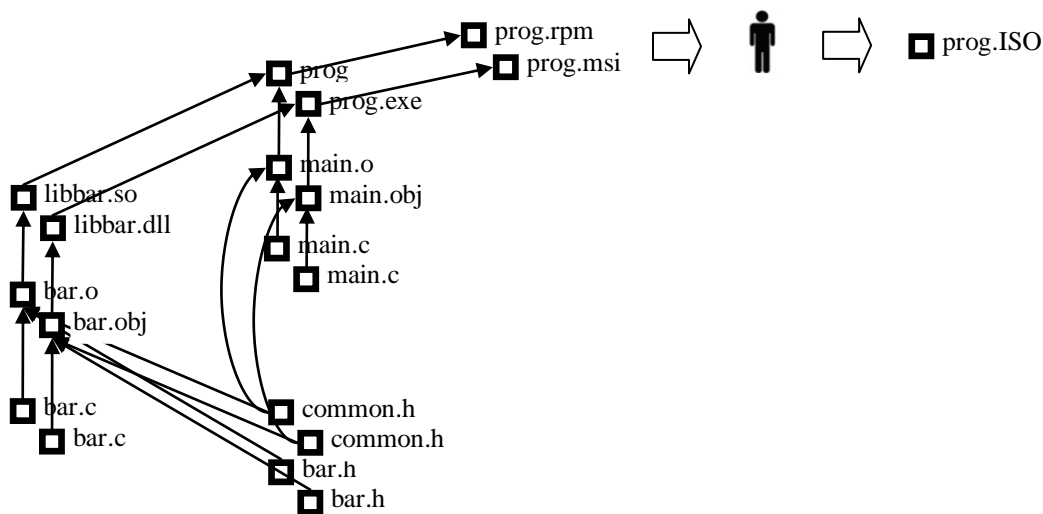 prog.rpm
prog.ISO
prog.msi
prog
prog.exe
main.o
main.obj
libbar.so
libbar.dll
main.c
main.c
bar.o
bar.obj
bar.c
common.h
bar.c
common.h
bar.h
bar.h